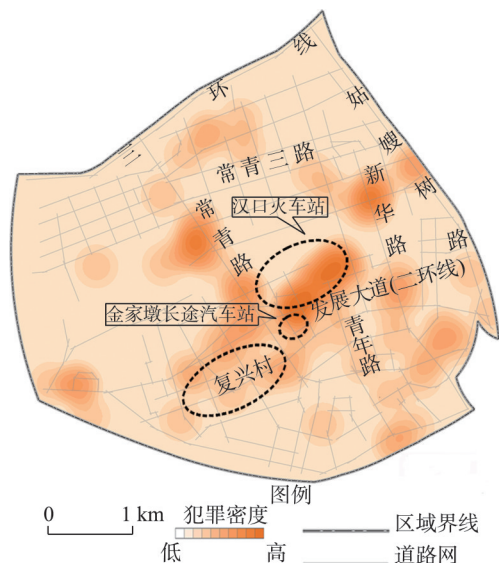 三环线
姑嫂树路
常青三路
新华路
常青路
汉口火车站
发展大道(二环线)
金家墩长途汽车站
青年路
复兴村
图例
0 1 km
犯罪密度
低 高
区域界线
道路网